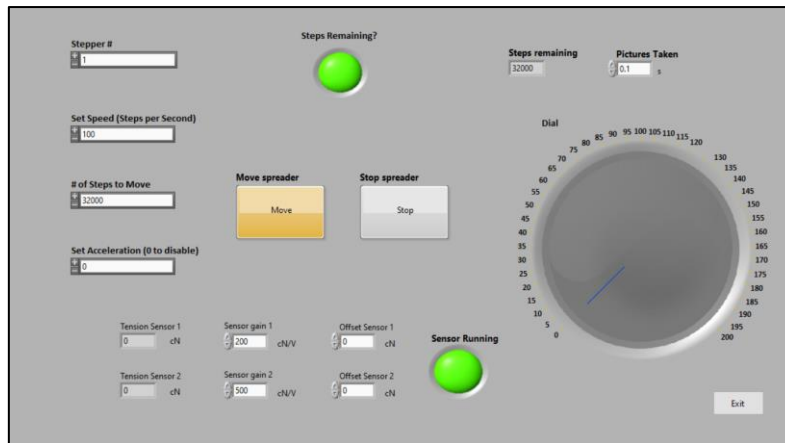 Stepper #
1
Steps Remaining?
Steps remaining
32000
Pictures Taken
0.1 s
Set Speed (Steps per Second)
100
# of Steps to Move
32000
Set Acceleration (0 to disable)
0
Move spreader
Move
Stop spreader
Stop
Dial
0
5
10
15
20
25
30
35
40
45
50
55
60
65
70
75
80
85
90
95
100
105
110
115
120
130
135
140
145
150
155
160
165
170
175
180
185
190
195
200
Tension Sensor 1
0 cN
Sensor gain 1
200 cN/V
Offset Sensor 1
0 cN
Sensor Running
Tension Sensor 2
0 cN
Sensor gain 2
500 cN/V
Offset Sensor 2
0 cN
Exit